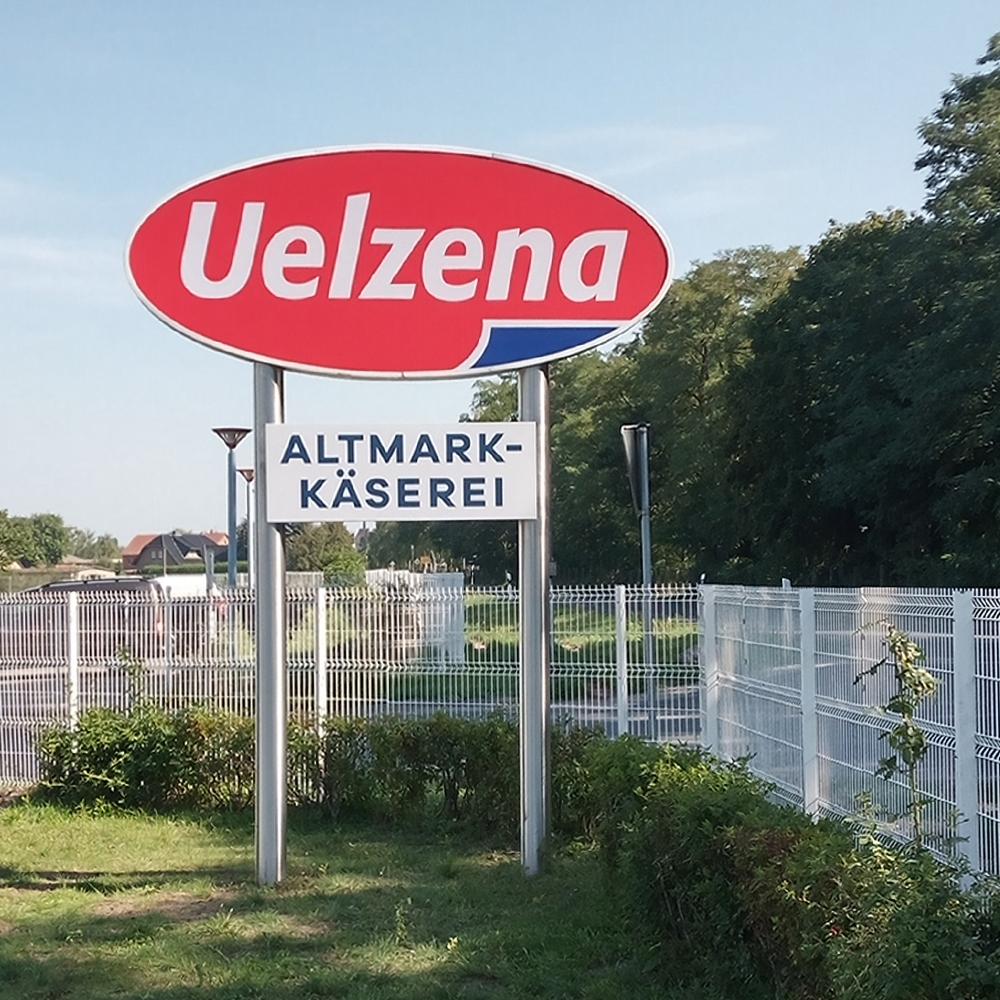 Uelzena
ALTMARK-
KÄSEREI